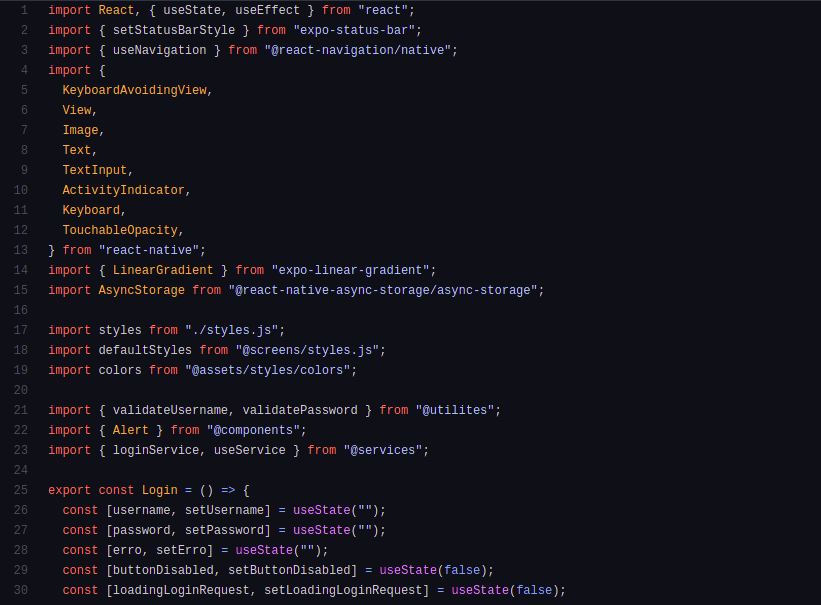 1 import React, { useState, useEffect } from "react";
2 import { setStatusBarStyle } from "expo-status-bar";
3 import { useNavigation } from "@react-navigation/native";
4 import {
5   KeyboardAvoidingView,
6   View,
7   Image,
8   Text,
9   TextInput,
10   ActivityIndicator,
11   Keyboard,
12   TouchableOpacity,
13 } from "react-native";
14 import { LinearGradient } from "expo-linear-gradient";
15 import AsyncStorage from "@react-native-async-storage/async-storage";
16
17 import styles from "./styles.js";
18 import defaultStyles from "@screens/styles.js";
19 import colors from "@assets/styles/colors";
20
21 import { validateUsername, validatePassword } from "@utilites";
22 import { Alert } from "@components";
23 import { loginService, useService } from "@services";
24
25 export const Login = () => {
26   const [username, setUsername] = useState("");
27   const [password, setPassword] = useState("");
28   const [erro, setErro] = useState("");
29   const [buttonDisabled, setButtonDisabled] = useState(false);
30   const [loadingLoginRequest, setLoadingLoginRequest] = useState(false);